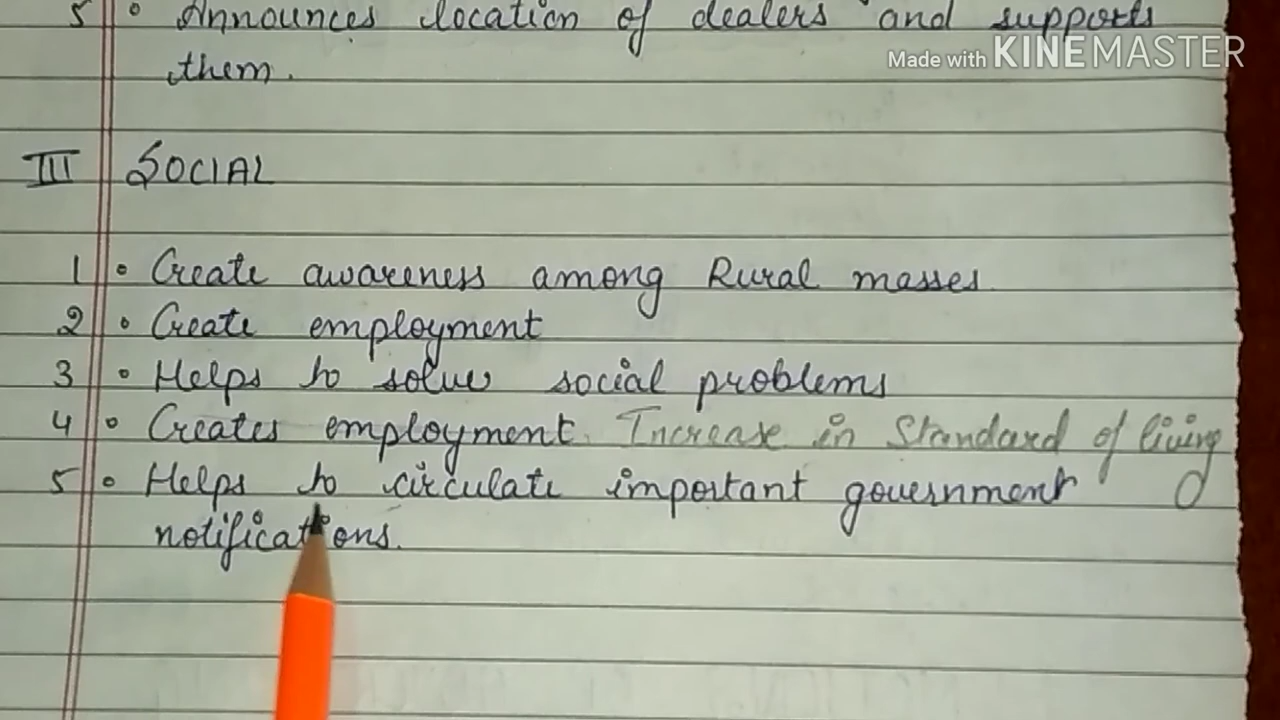 5 • Announces location of dealers and supports
them.
Made with KINEMASTER
III SOCIAL
1 • Create awareness among Rural masses.
2 • Create employment
3 • Helps to solve social problems
4 • Creates employment. Increase in Standard of living
5 • Helps to circulate important government
notifications.